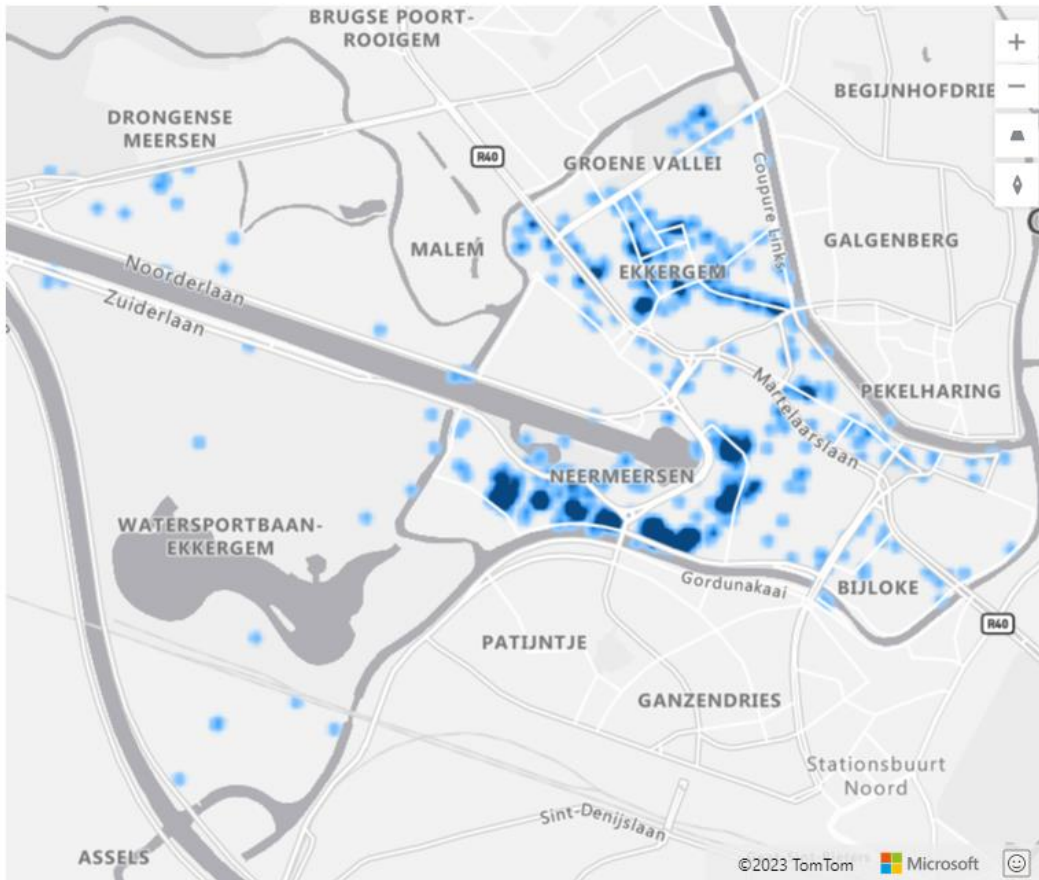 BRUGSE POORT-
ROOIGEM
BEGIJNHOFDRIE
DRONGENSE
MEERSEN
R40
GROENE VALLEI
Coupure Links
MALEM
GALGENBERG
EKKERGEM
Noorderlaan
Zuiderlaan
PEKELHARING
Martelaarslaan
NEERMEERSEN
WATERSPORTBAAN-
EKKERGEM
Gordunakaai
BIJLOKE
R40
PATIJNTJE
GANZENDRIES
Stationsbuurt
Noord
Sint-Denijslaan
ASSELS
©2023 TomTom
Microsoft